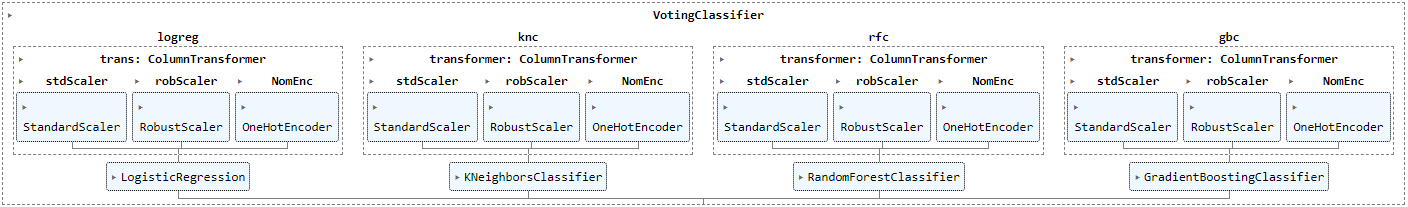 VotingClassifier
logreg knc rfc gbc
trans: ColumnTransformer transformer: ColumnTransformer transformer: ColumnTransformer transformer: ColumnTransformer
stdScaler robScaler NomEnc stdScaler robScaler NomEnc stdScaler robScaler NomEnc stdScaler robScaler NomEnc
StandardScaler RobustScaler OneHotEncoder StandardScaler RobustScaler OneHotEncoder StandardScaler RobustScaler OneHotEncoder StandardScaler RobustScaler OneHotEncoder
LogisticRegression KNeighborsClassifier RandomForestClassifier GradientBoostingClassifier